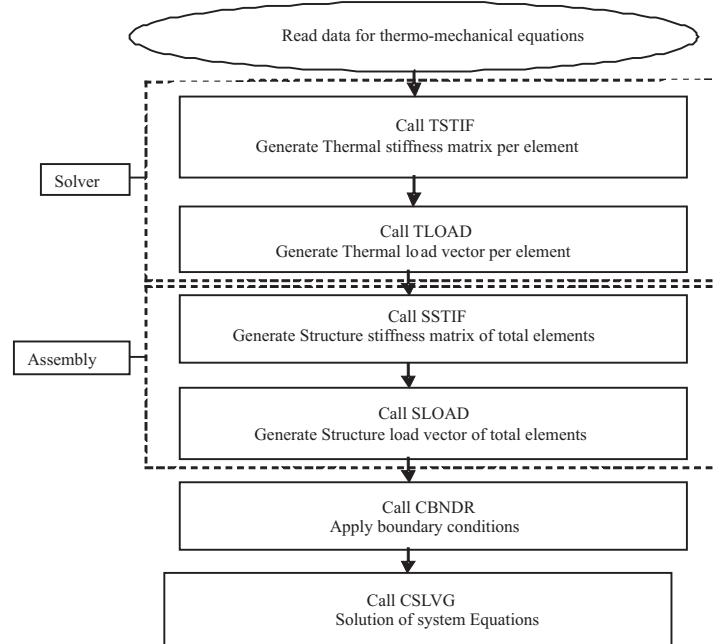 Read data for thermo-mechanical equations
Call TSTIF
Generate Thermal stiffness matrix per element
Solver
Call TLOAD
Generate Thermal load vector per element
Call SSTIF
Generate Structure stiffness matrix of total elements
Assembly
Call SLOAD
Generate Structure load vector of total elements
Call CBNDR
Apply boundary conditions
Call CSLVG
Solution of system Equations